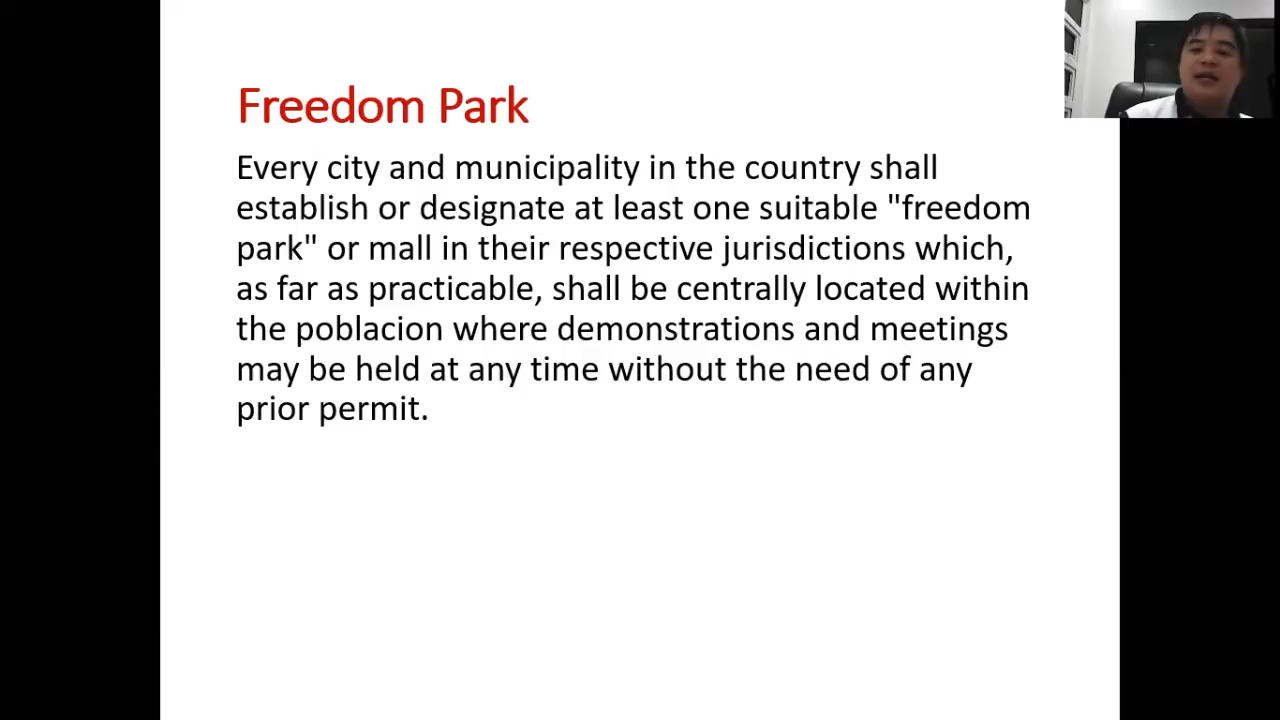 Freedom Park
Every city and municipality in the country shall
establish or designate at least one suitable "freedom
park" or mall in their respective jurisdictions which,
as far as practicable, shall be centrally located within
the poblacion where demonstrations and meetings
may be held at any time without the need of any
prior permit.